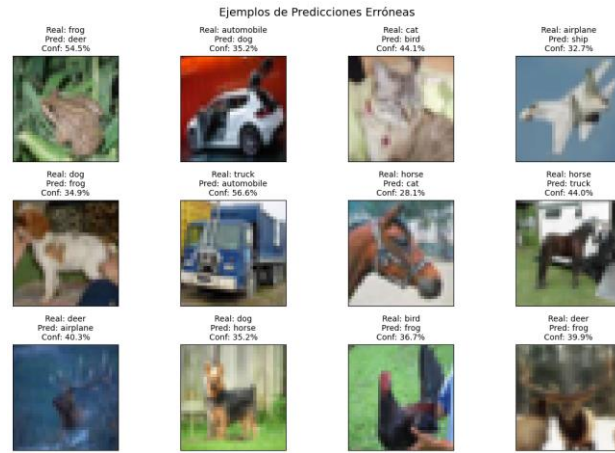 Ejemplos de Predicciones Erróneas
Real: frog
Pred: deer
Conf: 54.5%
Real: automobile
Pred: dog
Conf: 35.2%
Real: cat
Pred: bird
Conf: 44.1%
Real: airplane
Pred: ship
Conf: 32.7%
Real: dog
Pred: frog
Conf: 34.9%
Real: truck
Pred: automobile
Conf: 56.6%
Real: horse
Pred: cat
Conf: 28.1%
Real: horse
Pred: truck
Conf: 44.0%
Real: deer
Pred: airplane
Conf: 40.3%
Real: dog
Pred: horse
Conf: 35.2%
Real: bird
Pred: frog
Conf: 36.7%
Real: deer
Pred: frog
Conf: 39.9%